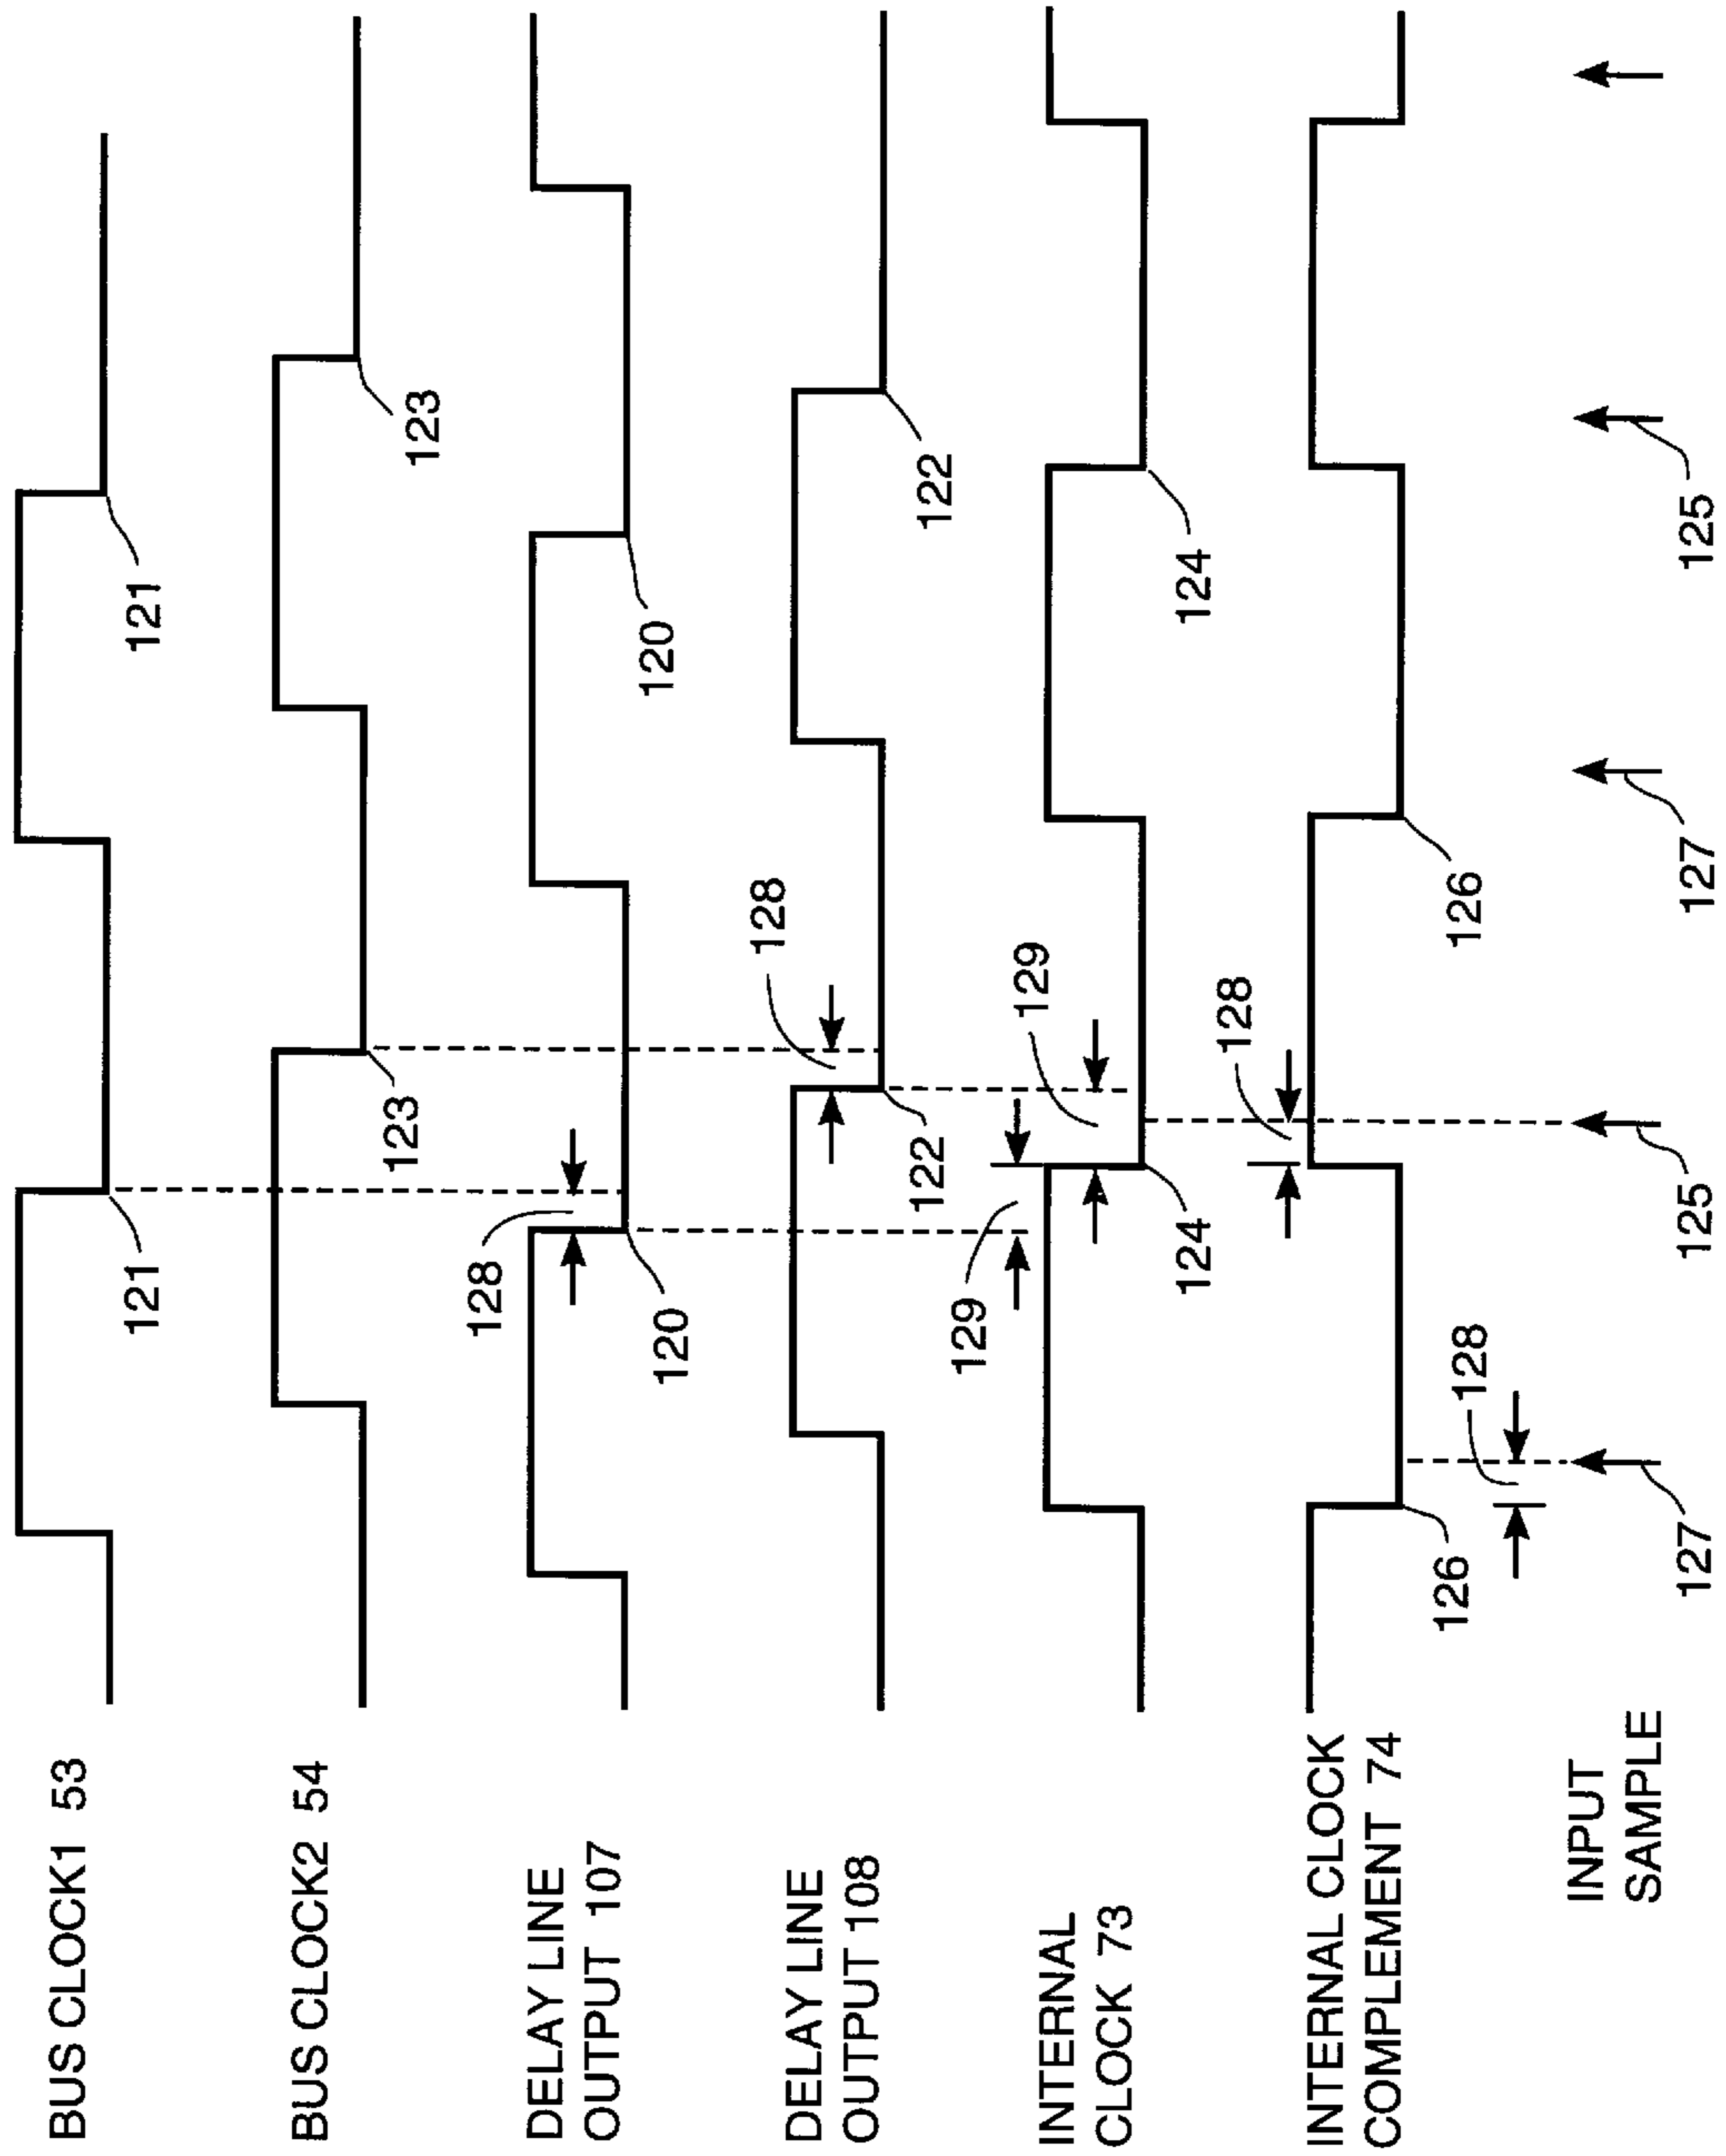 BUS CLOCK1 53
121
121
BUS CLOCK2 54
123
123
DELAY LINE
OUTPUT 107
128
120
120
DELAY LINE
OUTPUT 108
128
122
122
INTERNAL
CLOCK 73
129
129
124
124
INTERNAL CLOCK
COMPLEMENT 74
128
126
126
INPUT
SAMPLE
128
127
125
127
125